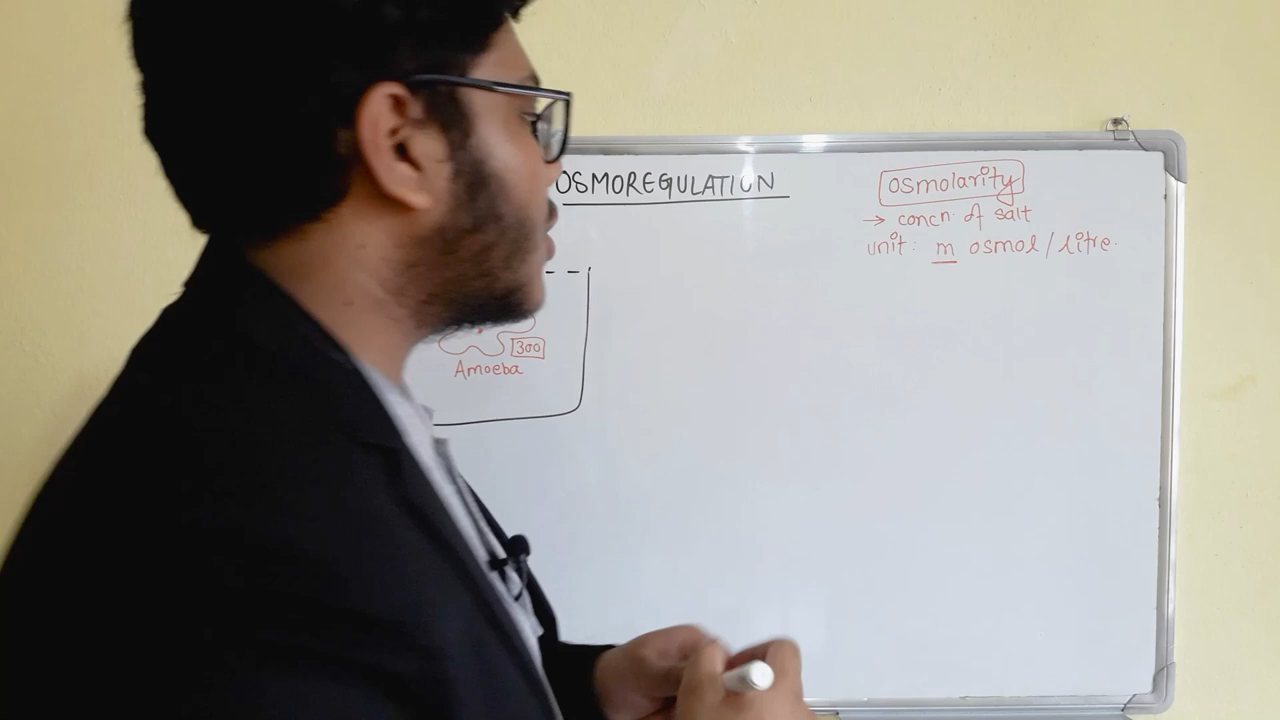 OSMOREGULATION
osmolarity
→ concn. of salt
unit: m osmol/litre.
300
Amoeba